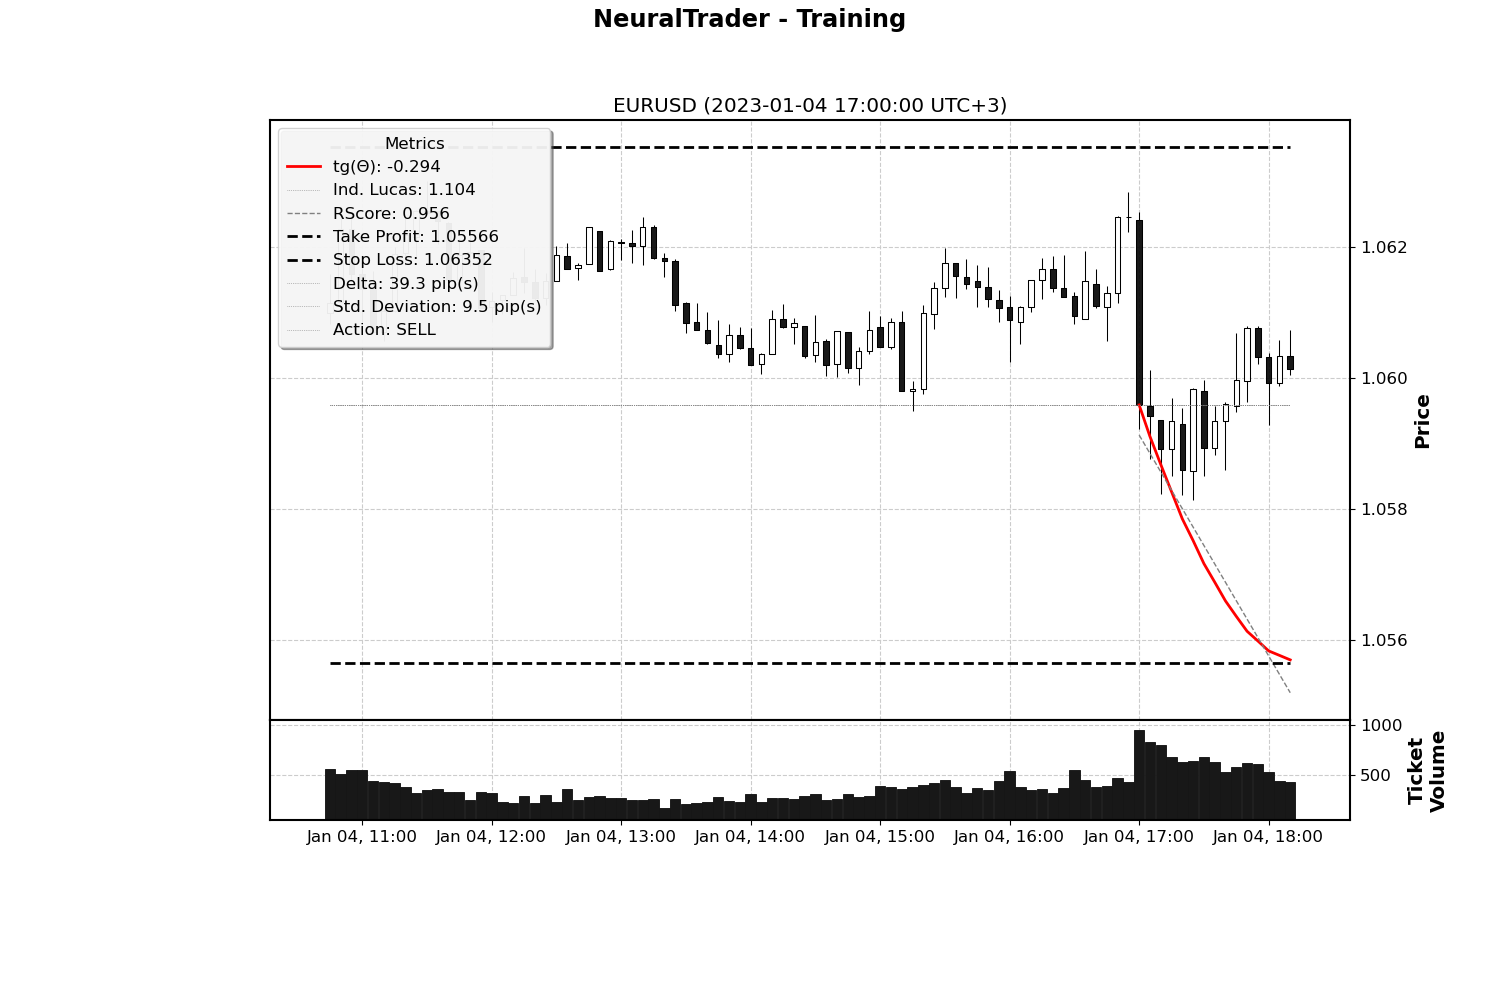 NeuralTrader - Training
EURUSD (2023-01-04 17:00:00 UTC+3)
Metrics
tg(Θ): -0.294
Ind. Lucas: 1.104
RScore: 0.956
Take Profit: 1.05566
Stop Loss: 1.06352
Delta: 39.3 pip(s)
Std. Deviation: 9.5 pip(s)
Action: SELL
1.062
1.060
1.058
1.056
Price
1000
500
Ticket
Volume
Jan 04, 11:00
Jan 04, 12:00
Jan 04, 13:00
Jan 04, 14:00
Jan 04, 15:00
Jan 04, 16:00
Jan 04, 17:00
Jan 04, 18:00